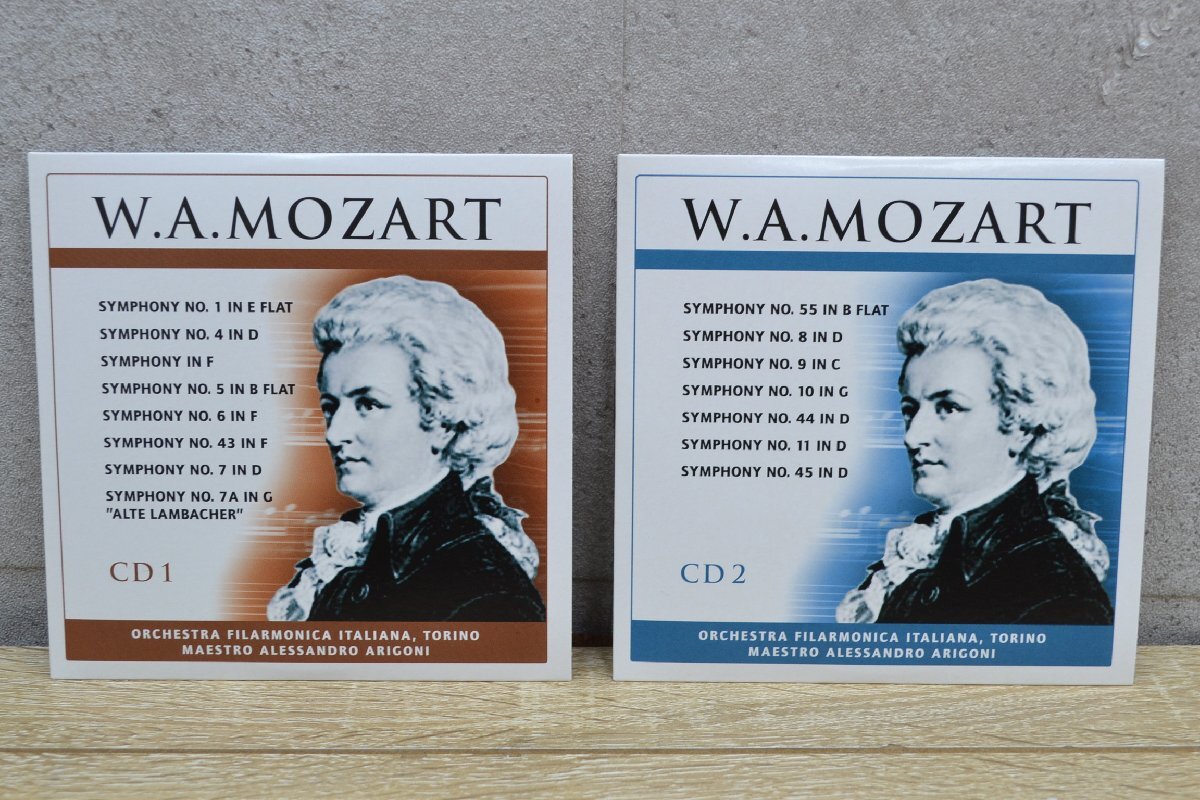 W.A.MOZART
SYMPHONY NO. 1 IN E FLAT
SYMPHONY NO. 4 IN D
SYMPHONY IN F
SYMPHONY NO. 5 IN B FLAT
SYMPHONY NO. 6 IN F
SYMPHONY NO. 43 IN F
SYMPHONY NO. 7 IN D
SYMPHONY NO. 7A IN G
"ALTE LAMBACHER"
CD 1
ORCHESTRA FILARMONICA ITALIANA, TORINO
MAESTRO ALESSANDRO ARIGONI
W.A.MOZART
SYMPHONY NO. 55 IN B FLAT
SYMPHONY NO. 8 IN D
SYMPHONY NO. 9 IN C
SYMPHONY NO. 10 IN G
SYMPHONY NO. 44 IN D
SYMPHONY NO. 11 IN D
SYMPHONY NO. 45 IN D
CD 2
ORCHESTRA FILARMONICA ITALIANA, TORINO
MAESTRO ALESSANDRO ARIGONI